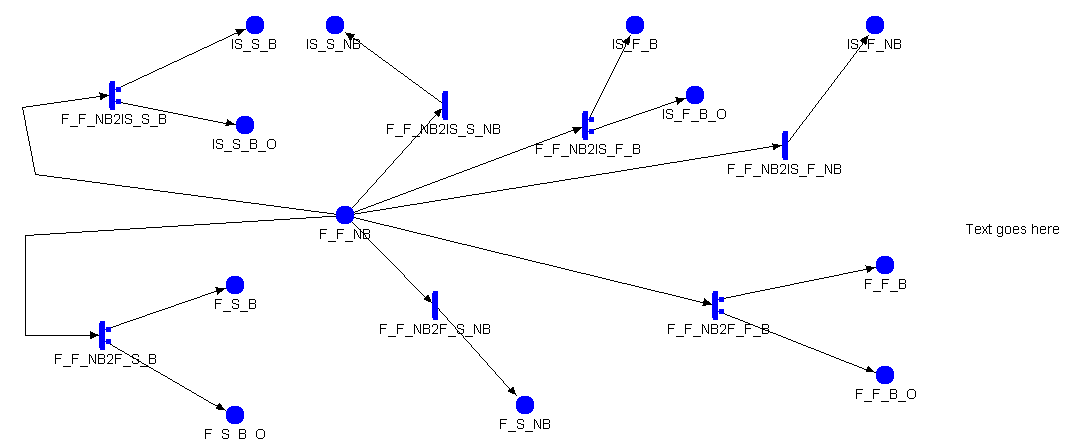 IS_S_B
IS_S_NB
IS_F_B
IS_F_NB
F_F_NB2IS_S_B
F_F_NB2IS_S_NB
IS_F_B_O
IS_S_B_O
F_F_NB2IS_F_B
F_F_NB2IS_F_NB
F_F_NB
Text goes here
F_S_B
F_F_B
F_F_NB2F_S_B
F_F_NB2F_S_NB
F_F_NB2F_F_B
F_F_B_O
F_S_B_O
F_S_NB